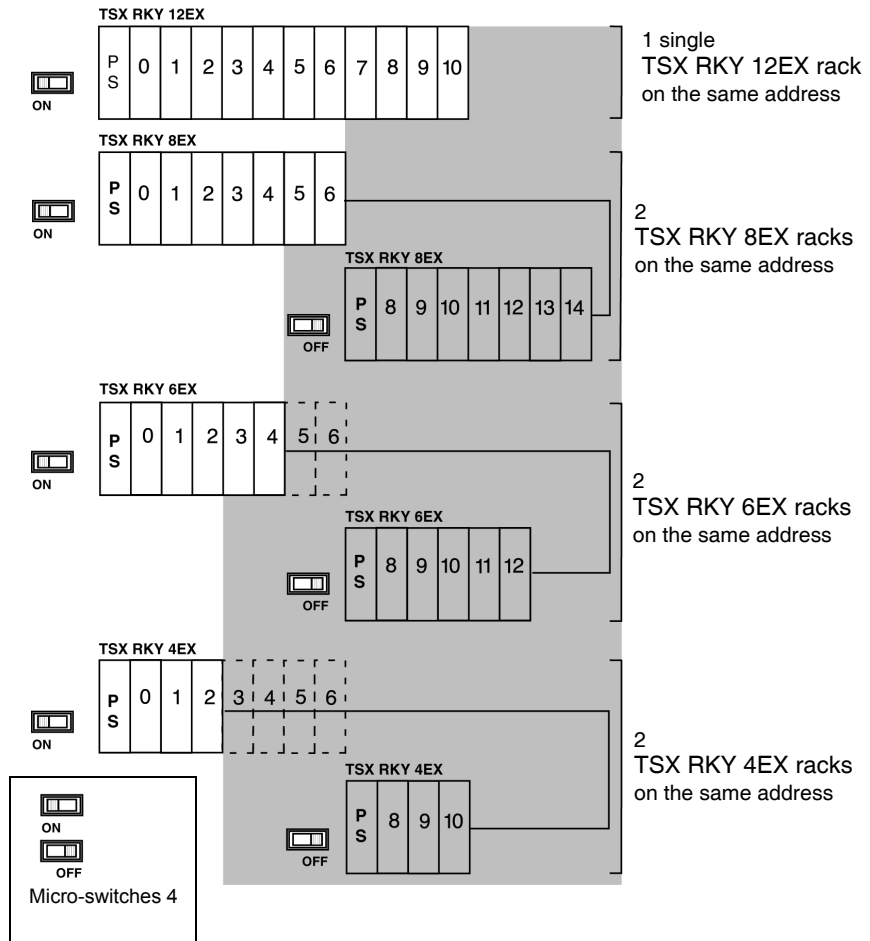 TSX RKY 12EX
P S 0 1 2 3 4 5 6 7 8 9 10
ON
1 single
TSX RKY 12EX rack
on the same address
TSX RKY 8EX
P S 0 1 2 3 4 5 6
ON
2
TSX RKY 8EX racks
on the same address
TSX RKY 8EX
P S 8 9 10 11 12 13 14
OFF
TSX RKY 6EX
P S 0 1 2 3 4 5 6
ON
2
TSX RKY 6EX racks
on the same address
TSX RKY 6EX
P S 8 9 10 11 12
OFF
TSX RKY 4EX
P S 0 1 2 3 4 5 6
ON
2
TSX RKY 4EX racks
on the same address
TSX RKY 4EX
P S 8 9 10
OFF
ON
OFF
Micro-switches 4